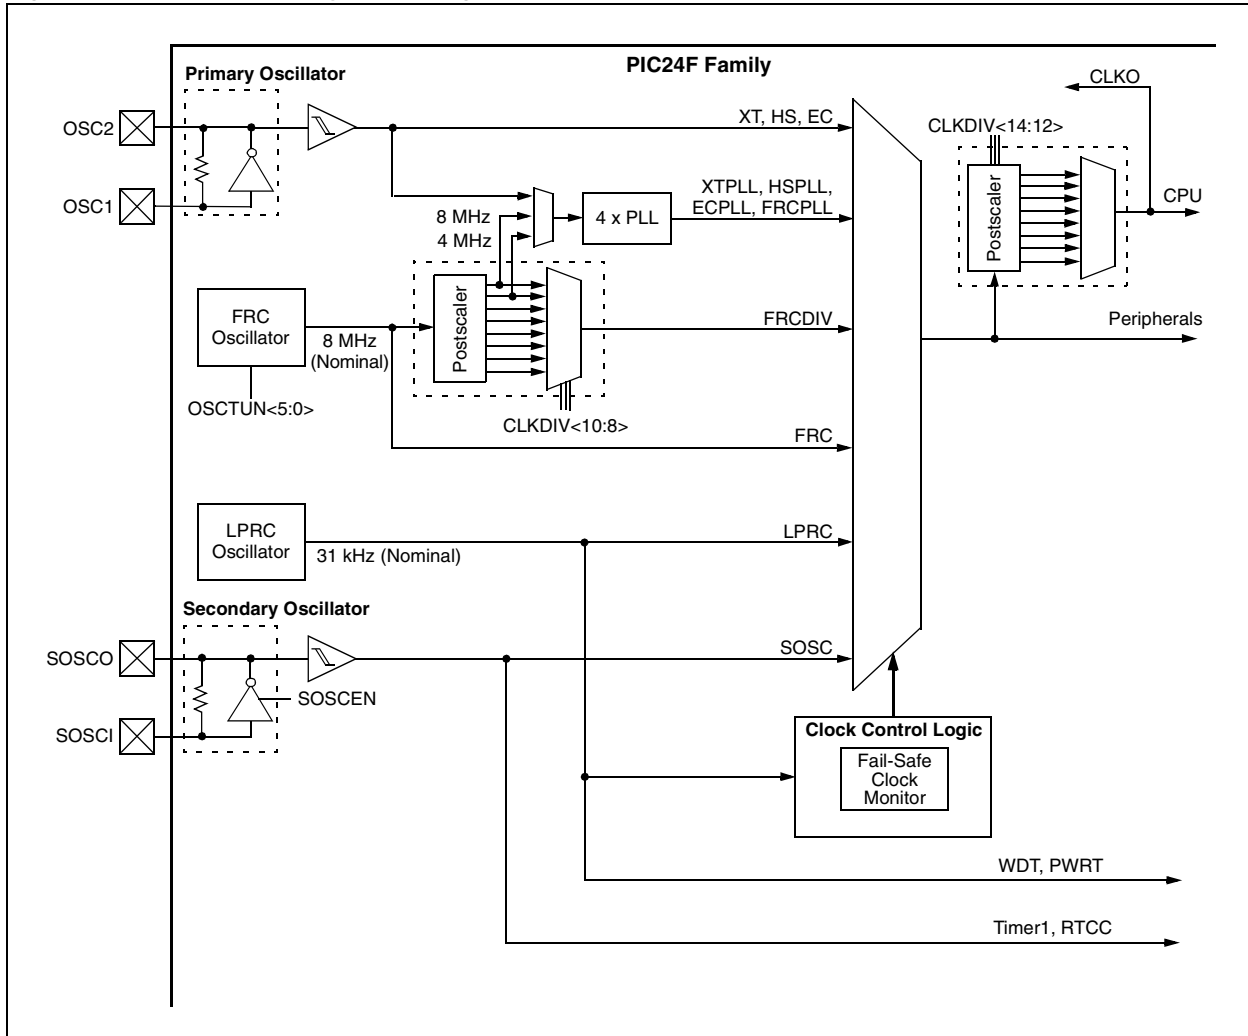 PIC24F Family
Primary Oscillator
CLKO
OSC2
XT, HS, EC
CLKDIV<14:12>
OSC1
XTPLL, HSPLL,
ECPLL, FRCPLL
8 MHz
4 MHz
4 x PLL
Postscaler
CPU
FRC
Oscillator
8 MHz
(Nominal)
Postscaler
FRCDIV
Peripherals
OSCTUN<5:0>
CLKDIV<10:8>
FRC
LPRC
Oscillator
31 kHz (Nominal)
LPRC
Secondary Oscillator
SOSCO
SOSC
SOSCEN
SOSCI
Clock Control Logic
Fail-Safe
Clock
Monitor
WDT, PWRT
Timer1, RTCC